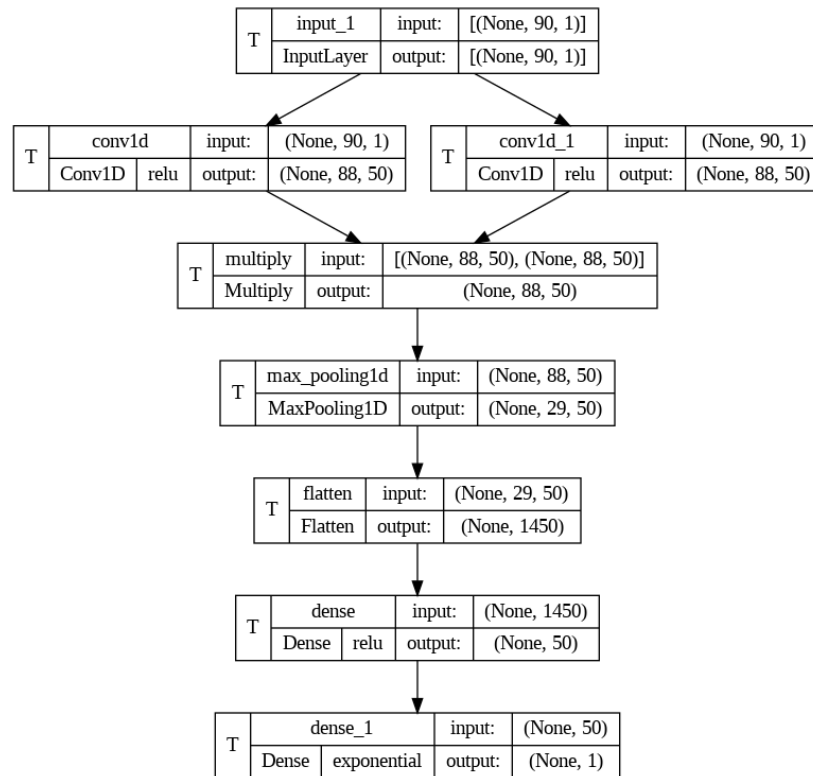 T input_1 input: [(None, 90, 1)]
InputLayer output: [(None, 90, 1)]
T conv1d input: (None, 90, 1)
Conv1D relu output: (None, 88, 50)
T conv1d_1 input: (None, 90, 1)
Conv1D relu output: (None, 88, 50)
T multiply input: [(None, 88, 50), (None, 88, 50)]
Multiply output: (None, 88, 50)
T max_pooling1d input: (None, 88, 50)
MaxPooling1D output: (None, 29, 50)
T flatten input: (None, 29, 50)
Flatten output: (None, 1450)
T dense input: (None, 1450)
Dense relu output: (None, 50)
T dense_1 input: (None, 50)
Dense exponential output: (None, 1)